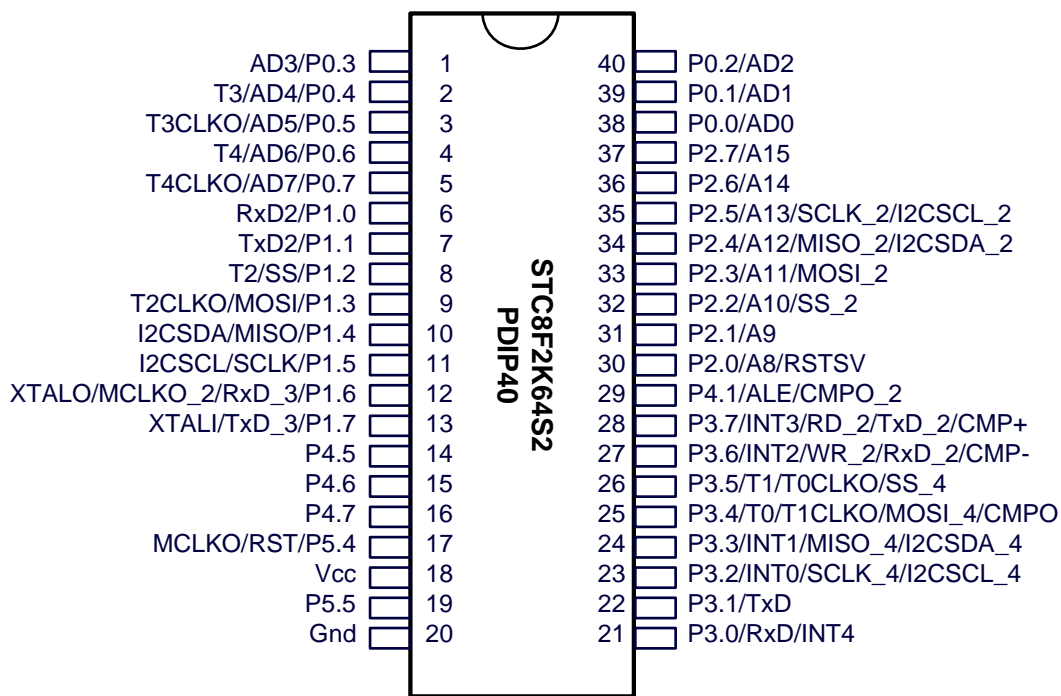 AD3/P0.3 1 40 P0.2/AD2
T3/AD4/P0.4 2 39 P0.1/AD1
T3CLKO/AD5/P0.5 3 38 P0.0/AD0
T4/AD6/P0.6 4 37 P2.7/A15
T4CLKO/AD7/P0.7 5 36 P2.6/A14
RxD2/P1.0 6 35 P2.5/A13/SCLK_2/I2CSCL_2
TxD2/P1.1 7 34 P2.4/A12/MISO_2/I2CSDA_2
T2/SS/P1.2 8 33 P2.3/A11/MOSI_2
T2CLKO/MOSI/P1.3 9 32 P2.2/A10/SS_2
I2CSDA/MISO/P1.4 10 31 P2.1/A9
I2CSCL/SCLK/P1.5 11 30 P2.0/A8/RSTSV
XTALO/MCLKO_2/RxD_3/P1.6 12 29 P4.1/ALE/CMPO_2
XTALI/TxD_3/P1.7 13 28 P3.7/INT3/RD_2/TxD_2/CMP+
P4.5 14 27 P3.6/INT2/WR_2/RxD_2/CMP-
P4.6 15 26 P3.5/T1/T0CLKO/SS_4
P4.7 16 25 P3.4/T0/T1CLKO/MOSI_4/CMPO
MCLKO/RST/P5.4 17 24 P3.3/INT1/MISO_4/I2CSDA_4
Vcc 18 23 P3.2/INT0/SCLK_4/I2CSCL_4
P5.5 19 22 P3.1/TxD
Gnd 20 21 P3.0/RxD/INT4
STC8F2K64S2
PDIP40